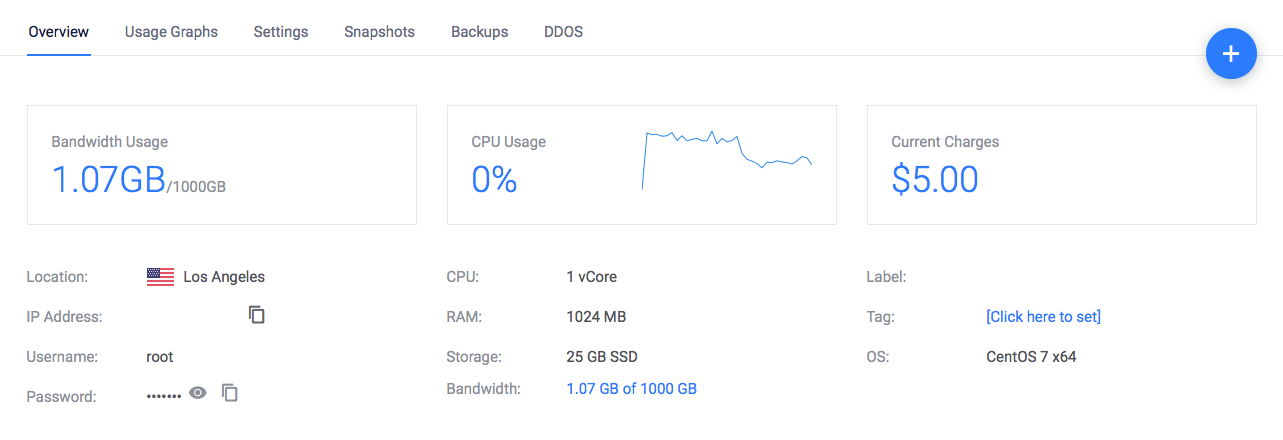 Overview Usage Graphs Settings Snapshots Backups DDOS
Bandwidth Usage
1.07GB/1000GB
CPU Usage
0%
Current Charges
$5.00
Location: Los Angeles
IP Address:
Username: root
Password: •••••••
CPU: 1 vCore
RAM: 1024 MB
Storage: 25 GB SSD
Bandwidth: 1.07 GB of 1000 GB
Label:
Tag: [Click here to set]
OS: CentOS 7 x64